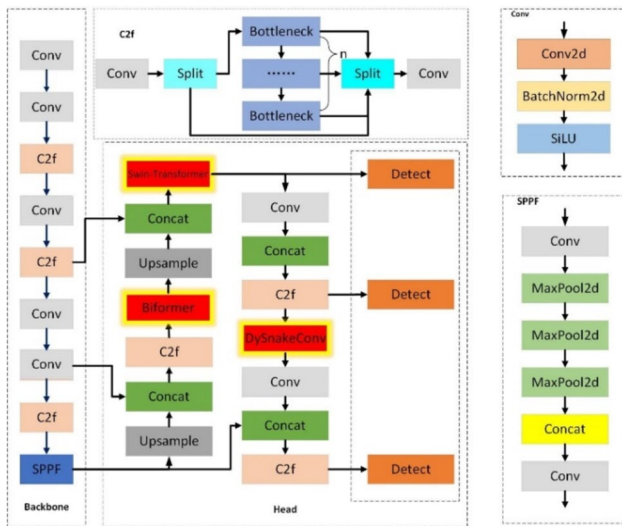 Conv
Conv
C2f
Conv
C2f
Conv
Conv
C2f
SPPF
Backbone
C2f
Conv
Split
Bottleneck
......
Bottleneck
n
Split
Conv
Swin-Transformer
Concat
Upsample
Biformer
C2f
Concat
Upsample
Conv
Concat
C2f
DySnakeConv
Conv
Concat
C2f
Detect
Detect
Detect
Head
Conv
Conv2d
BatchNorm2d
SiLU
SPPF
Conv
MaxPool2d
MaxPool2d
MaxPool2d
Concat
Conv